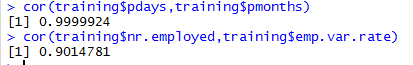 > cor(training$pdays,training$pmonths)
[1] 0.9999924
> cor(training$nr.employed,training$emp.var.rate)
[1] 0.9014781
>